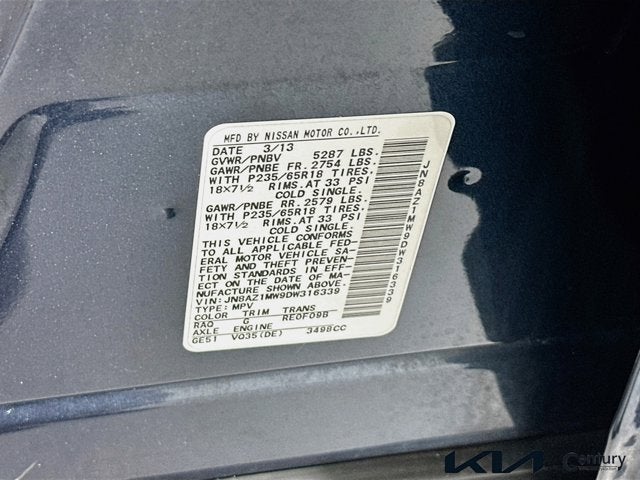 MFD BY NISSAN MOTOR CO.,LTD.
DATE 3/13
GVWR/PNBV 5287 LBS.
GAWR/PNBE FR. 2754 LBS.
WITH P235/65R18 TIRES.
18X7½ RIMS.AT 33 PSI
COLD SINGLE.
GAWR/PNBE RR. 2579 LBS.
WITH P235/65R18 TIRES.
18X7½ RIMS.AT 33 PSI
COLD SINGLE.
THIS VEHICLE CONFORMS
TO ALL APPLICABLE FED-
ERAL MOTOR VEHICLE SA-
FETY AND THEFT PREVEN-
TION STANDARDS IN EFF-
ECT ON THE DATE OF MA-
NUFACTURE SHOWN ABOVE.
VIN:JN8AZ1MW9DW316339
TYPE:MPV
COLOR TRIM TRANS
RAQ G RE0F09B
AXLE ENGINE
GE51 VQ35(DE) 3498CC
JN8AZ1MW9DW316339
KIA
Century